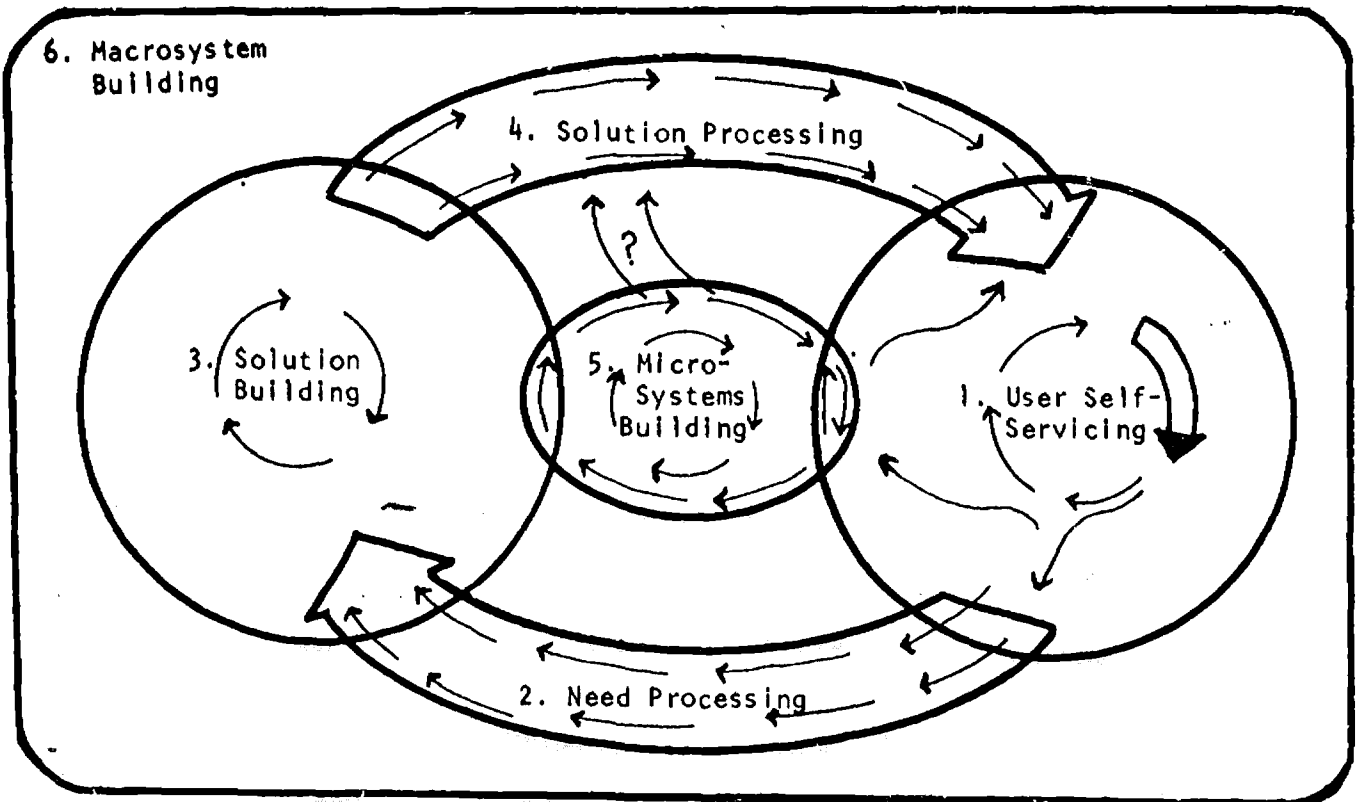 6. Macrosystem
Building
4. Solution Processing
?
3. Solution
Building
5. Micro-
Systems
Building
1. User Self-
Servicing
2. Need Processing